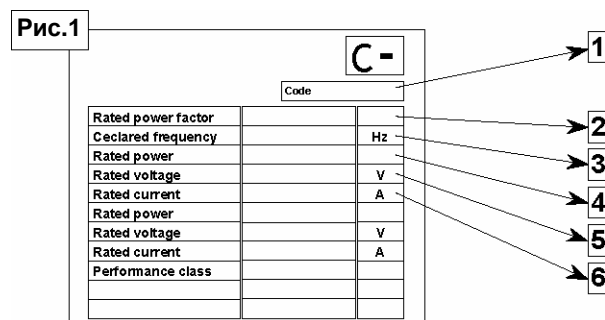 Рис.1
C-
Code
1
Rated power factor
2
Ceclared frequency Hz
3
Rated power
4
Rated voltage V
5
Rated current A
6
Rated power
Rated voltage V
Rated current A
Performance class